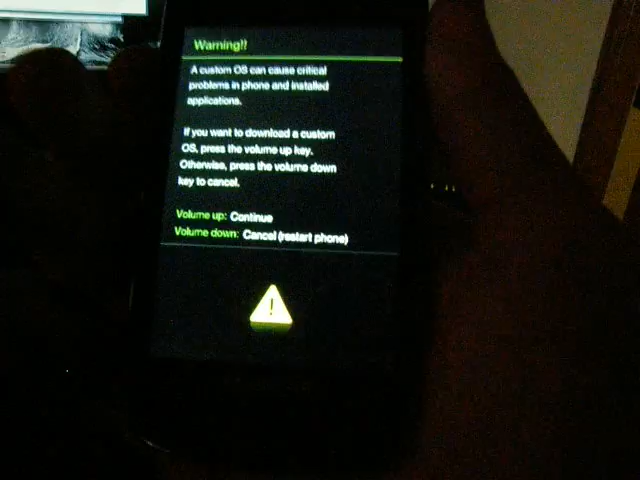 Warning!!
A custom OS can cause critical
problems in phone and installed
applications.
If you want to download a custom
OS, press the volume up key.
Otherwise, press the volume down
key to cancel.
Volume up: Continue
Volume down: Cancel (restart phone)